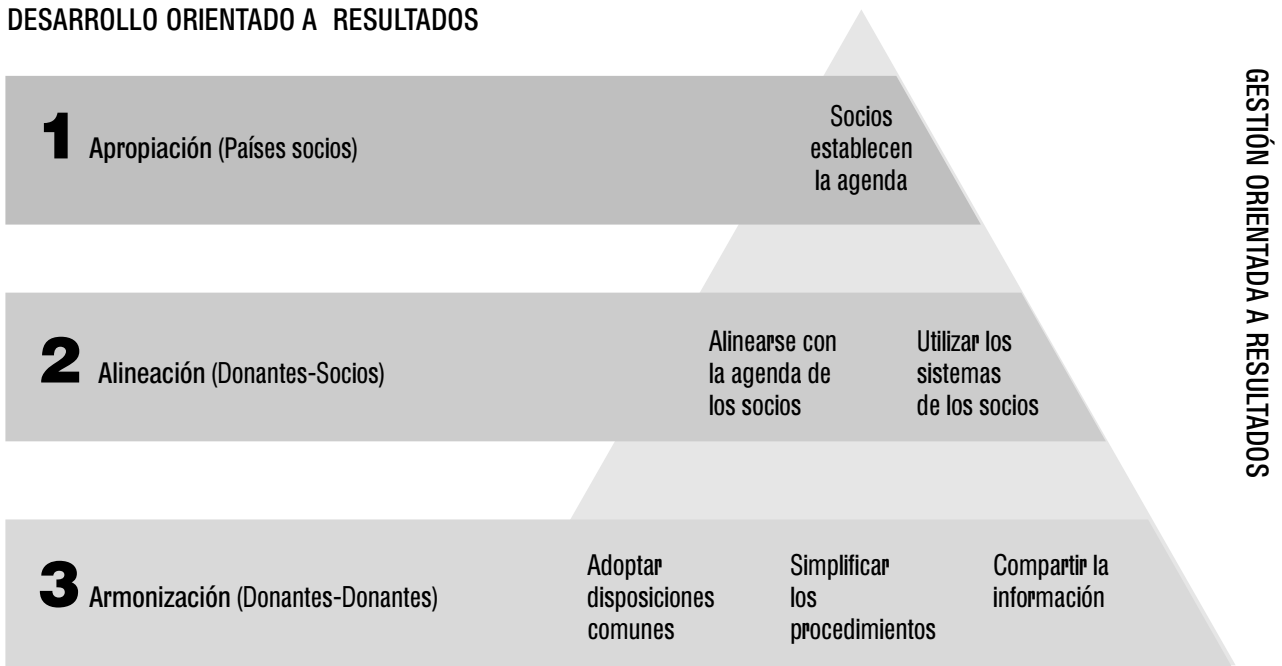 DESARROLLO ORIENTADO A RESULTADOS
1 Apropiación (Países socios)
Socios
establecen
la agenda
2 Alineación (Donantes-Socios)
Alinearse con
la agenda de
los socios
Utilizar los
sistemas
de los socios
3 Armonización (Donantes-Donantes)
Adoptar
disposiciones
comunes
Simplificar
los
procedimientos
Compartir la
información
GESTIÓN ORIENTADA A RESULTADOS